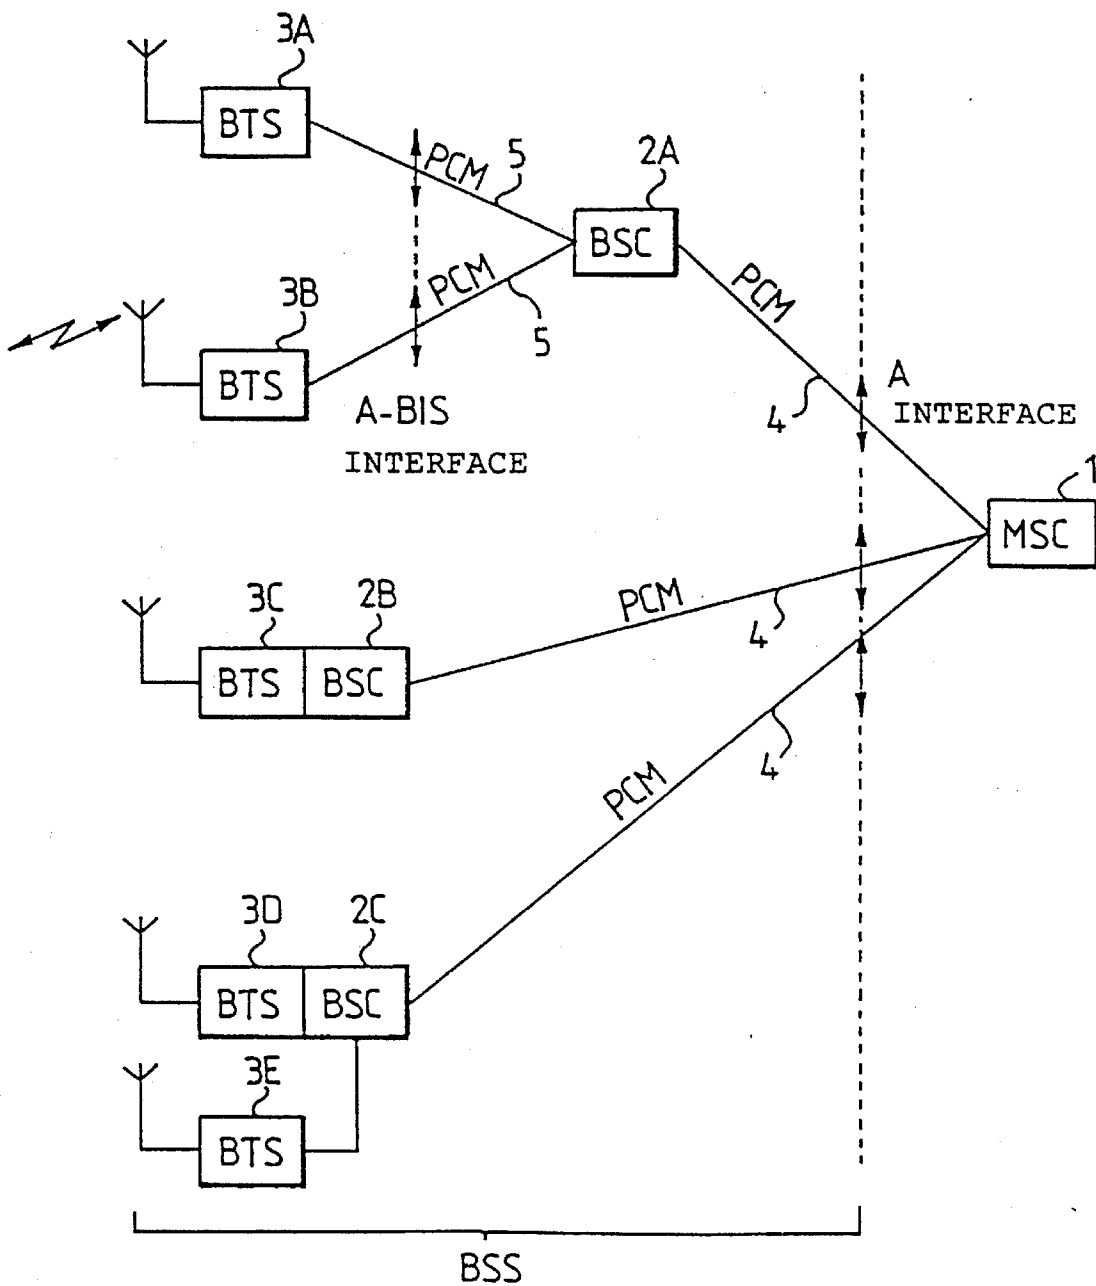 3A
BTS
PCM
5
2A
BSC
PCM
3B
BTS
PCM
5
A-BIS
INTERFACE
4
A
INTERFACE
1
MSC
3C
2B
BTS
BSC
PCM
4
4
PCM
3D
2C
BTS
BSC
3E
BTS
BSS